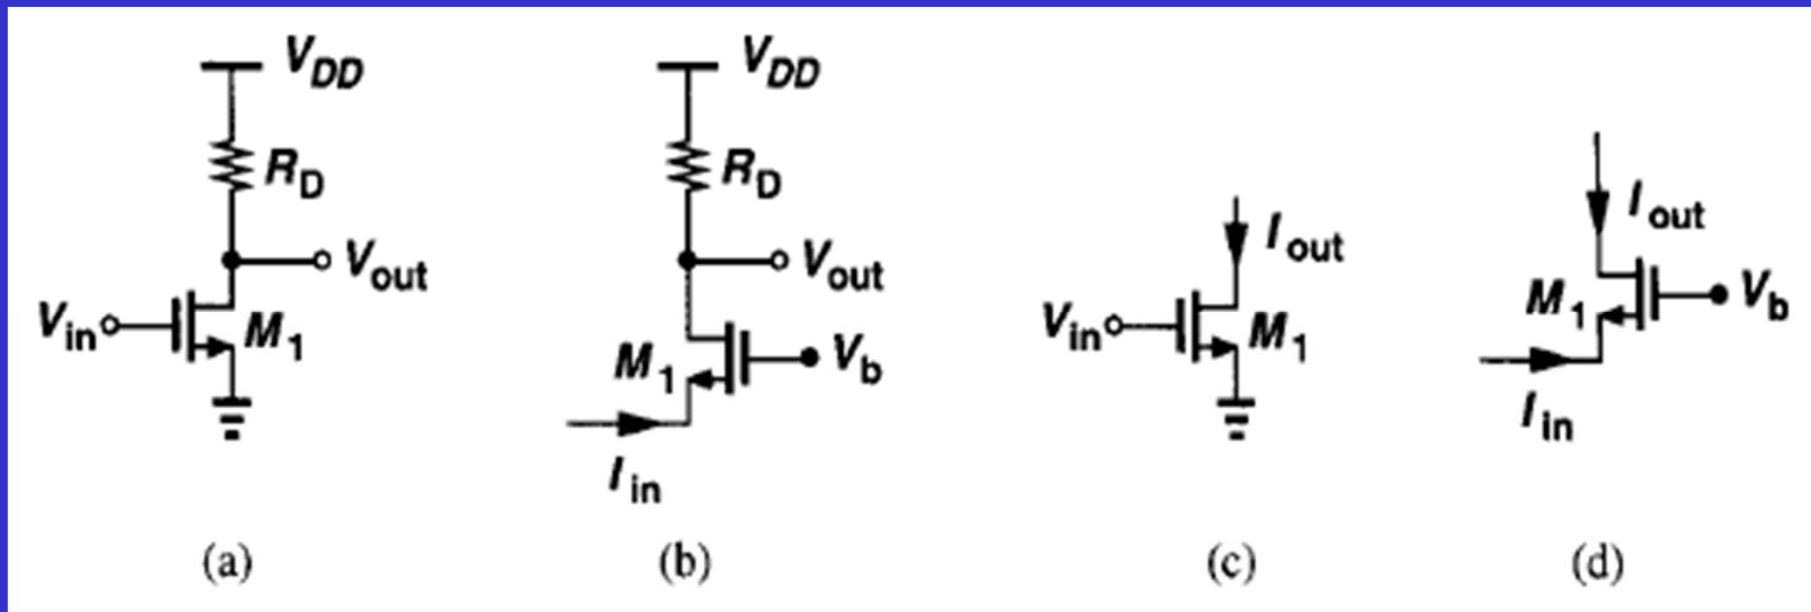 V_DD
R_D
V_out
V_in
M_1
(a)
V_DD
R_D
V_out
M_1
V_b
I_in
(b)
I_out
V_in
M_1
(c)
I_out
M_1
V_b
I_in
(d)